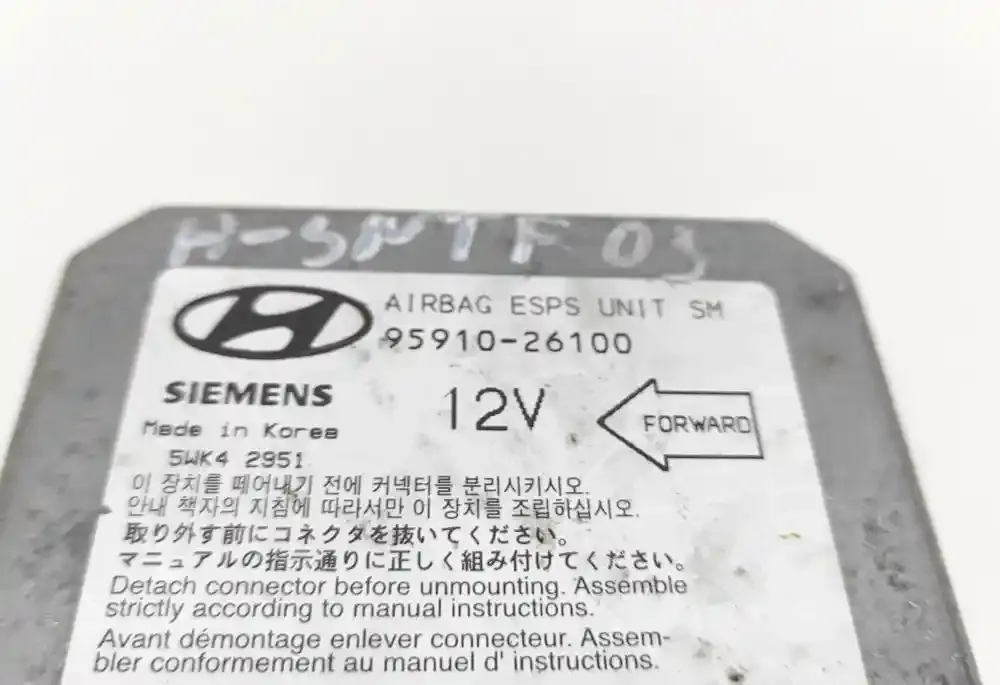 H-SNTF 03
AIRBAG ESPS UNIT SM
95910-26100
SIEMENS
12V
FORWARD
Made in Korea
5WK4 2951
이 장치를 떼어내기 전에 커넥터를 분리시키시오.
안내 책자의 지침에 따라서만 이 장치를 조립하십시오.
取り外す前にコネクタを抜いてください。
マニュアルの指示通りに正しく組み付けてください。
Detach connector before unmounting. Assemble
strictly according to manual instructions.
Avant démontage enlever connecteur. Assem-
bler conformement au manuel d' instructions.